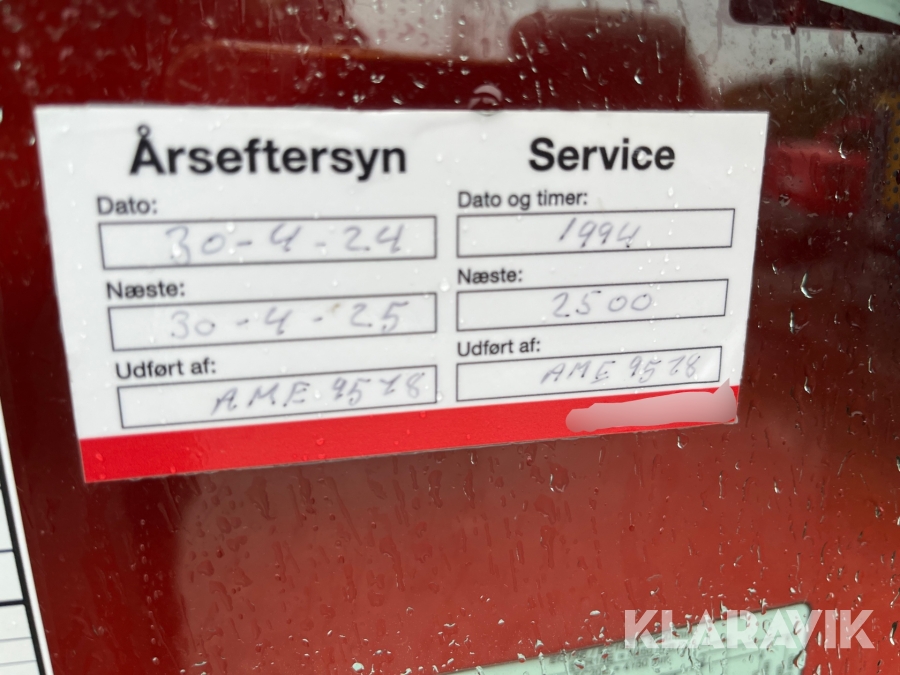 Årseftersyn
Dato:
30-4-24
Næste:
30-4-25
Udført af:
AME 9578
Service
Dato og timer:
1994
Næste:
2500
Udført af:
AME 9578
KLARAVIK